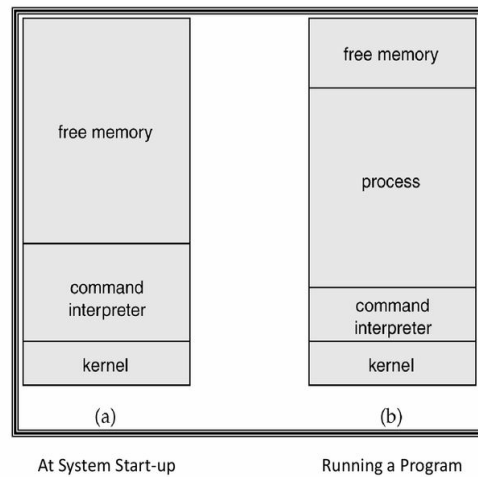 free memory
command
interpreter
kernel
(a)
At System Start-up
free memory
process
command
interpreter
kernel
(b)
Running a Program